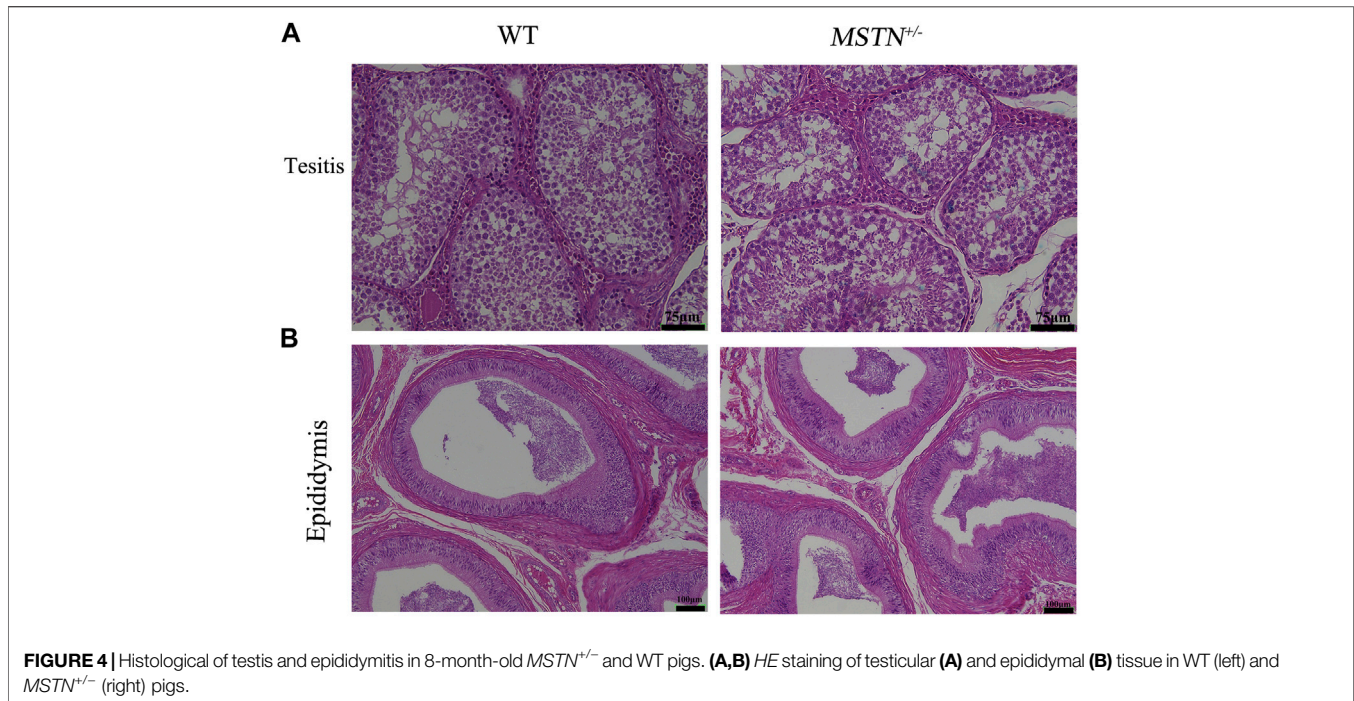 A
WT
MSTN+/-
Tesitis
75μm
75μm
B
Epididymis
100μm
100μm
FIGURE 4 | Histological of testis and epididymitis in 8-month-old MSTN+/− and WT pigs. (A,B) HE staining of testicular (A) and epididymal (B) tissue in WT (left) and
MSTN+/− (right) pigs.